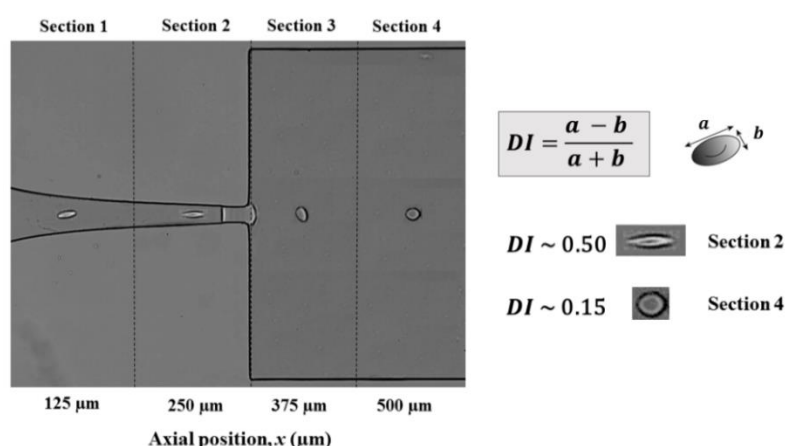 Section 1 Section 2 Section 3 Section 4
DI = a − b / a + b
a
b
DI ~ 0.50 Section 2
DI ~ 0.15 Section 4
125 µm 250 µm 375 µm 500 µm
Axial position, x (µm)